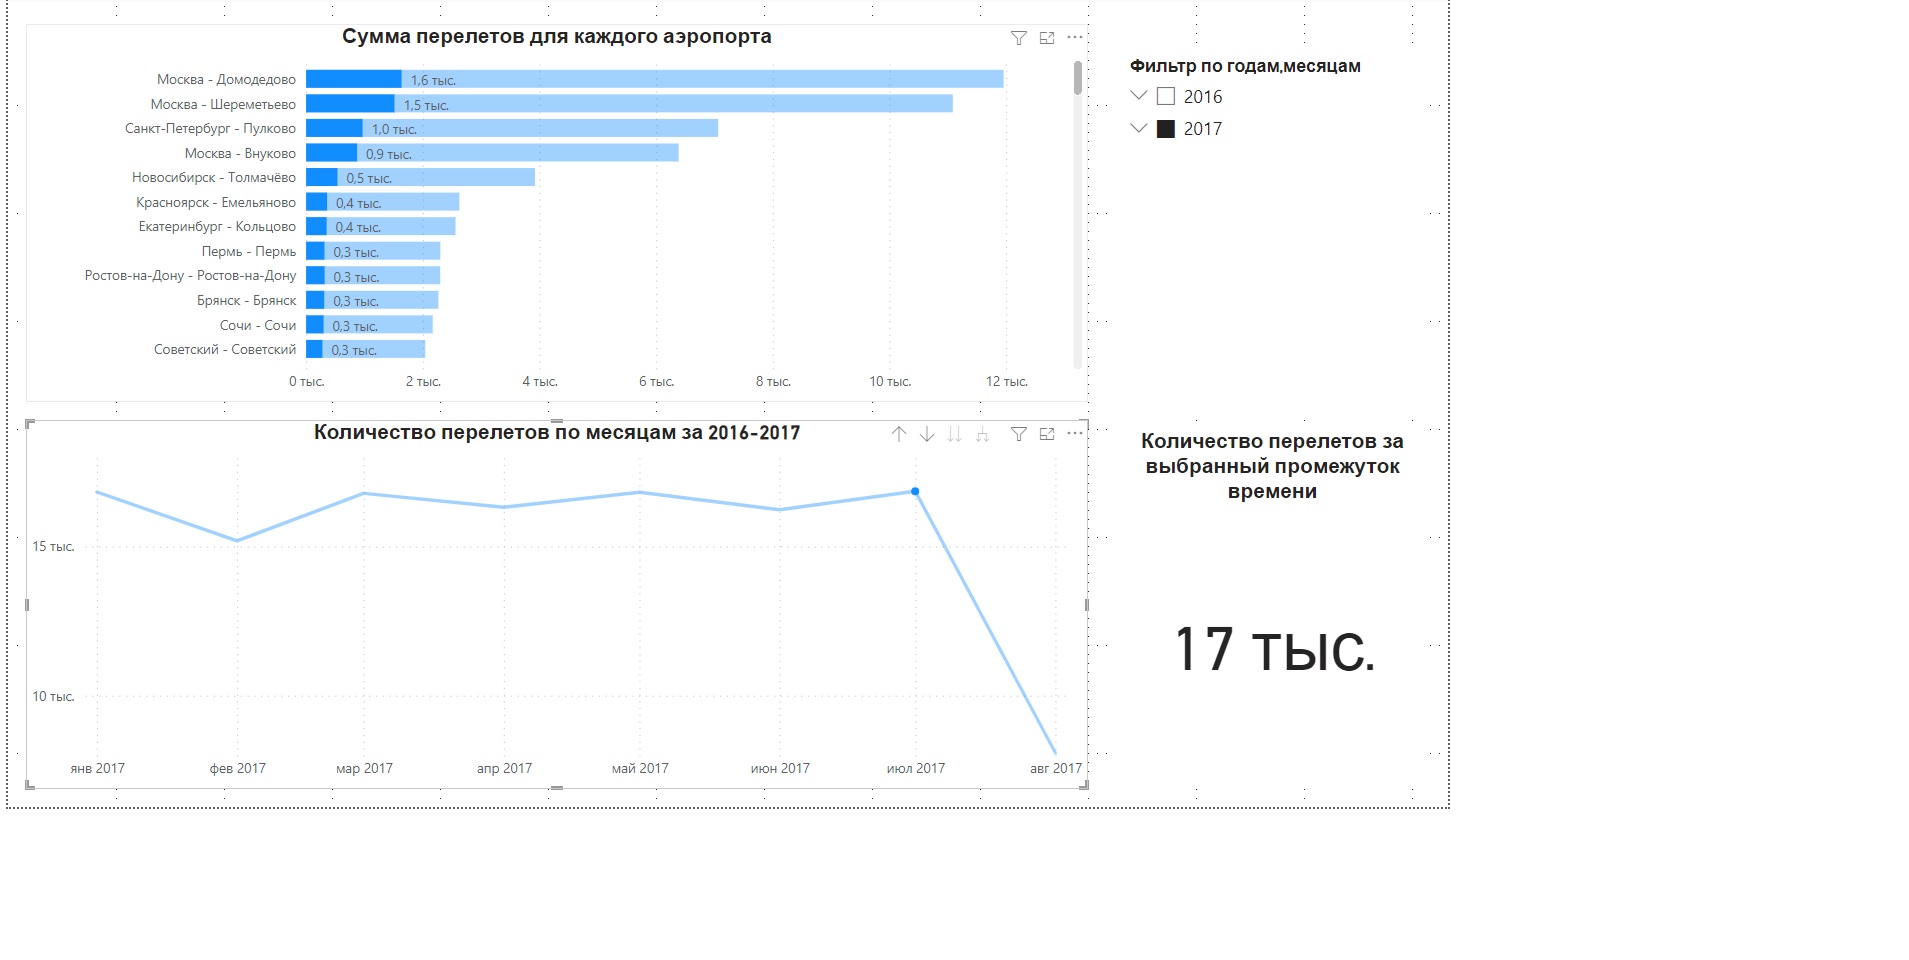 Сумма перелетов для каждого аэропорта
Москва - Домодедово 1,6 тыс.
Москва - Шереметьево 1,5 тыс.
Санкт-Петербург - Пулково 1,0 тыс.
Москва - Внуково 0,9 тыс.
Новосибирск - Толмачёво 0,5 тыс.
Красноярск - Емельяново 0,4 тыс.
Екатеринбург - Кольцово 0,4 тыс.
Пермь - Пермь 0,3 тыс.
Ростов-на-Дону - Ростов-на-Дону 0,3 тыс.
Брянск - Брянск 0,3 тыс.
Сочи - Сочи 0,3 тыс.
Советский - Советский 0,3 тыс.
0 тыс. 2 тыс. 4 тыс. 6 тыс. 8 тыс. 10 тыс. 12 тыс.
Фильтр по годам,месяцам
2016
2017
Количество перелетов по месяцам за 2016-2017
15 тыс.
10 тыс.
янв 2017 фев 2017 мар 2017 апр 2017 май 2017 июн 2017 июл 2017 авг 2017
Количество перелетов за
выбранный промежуток
времени
17 тыс.